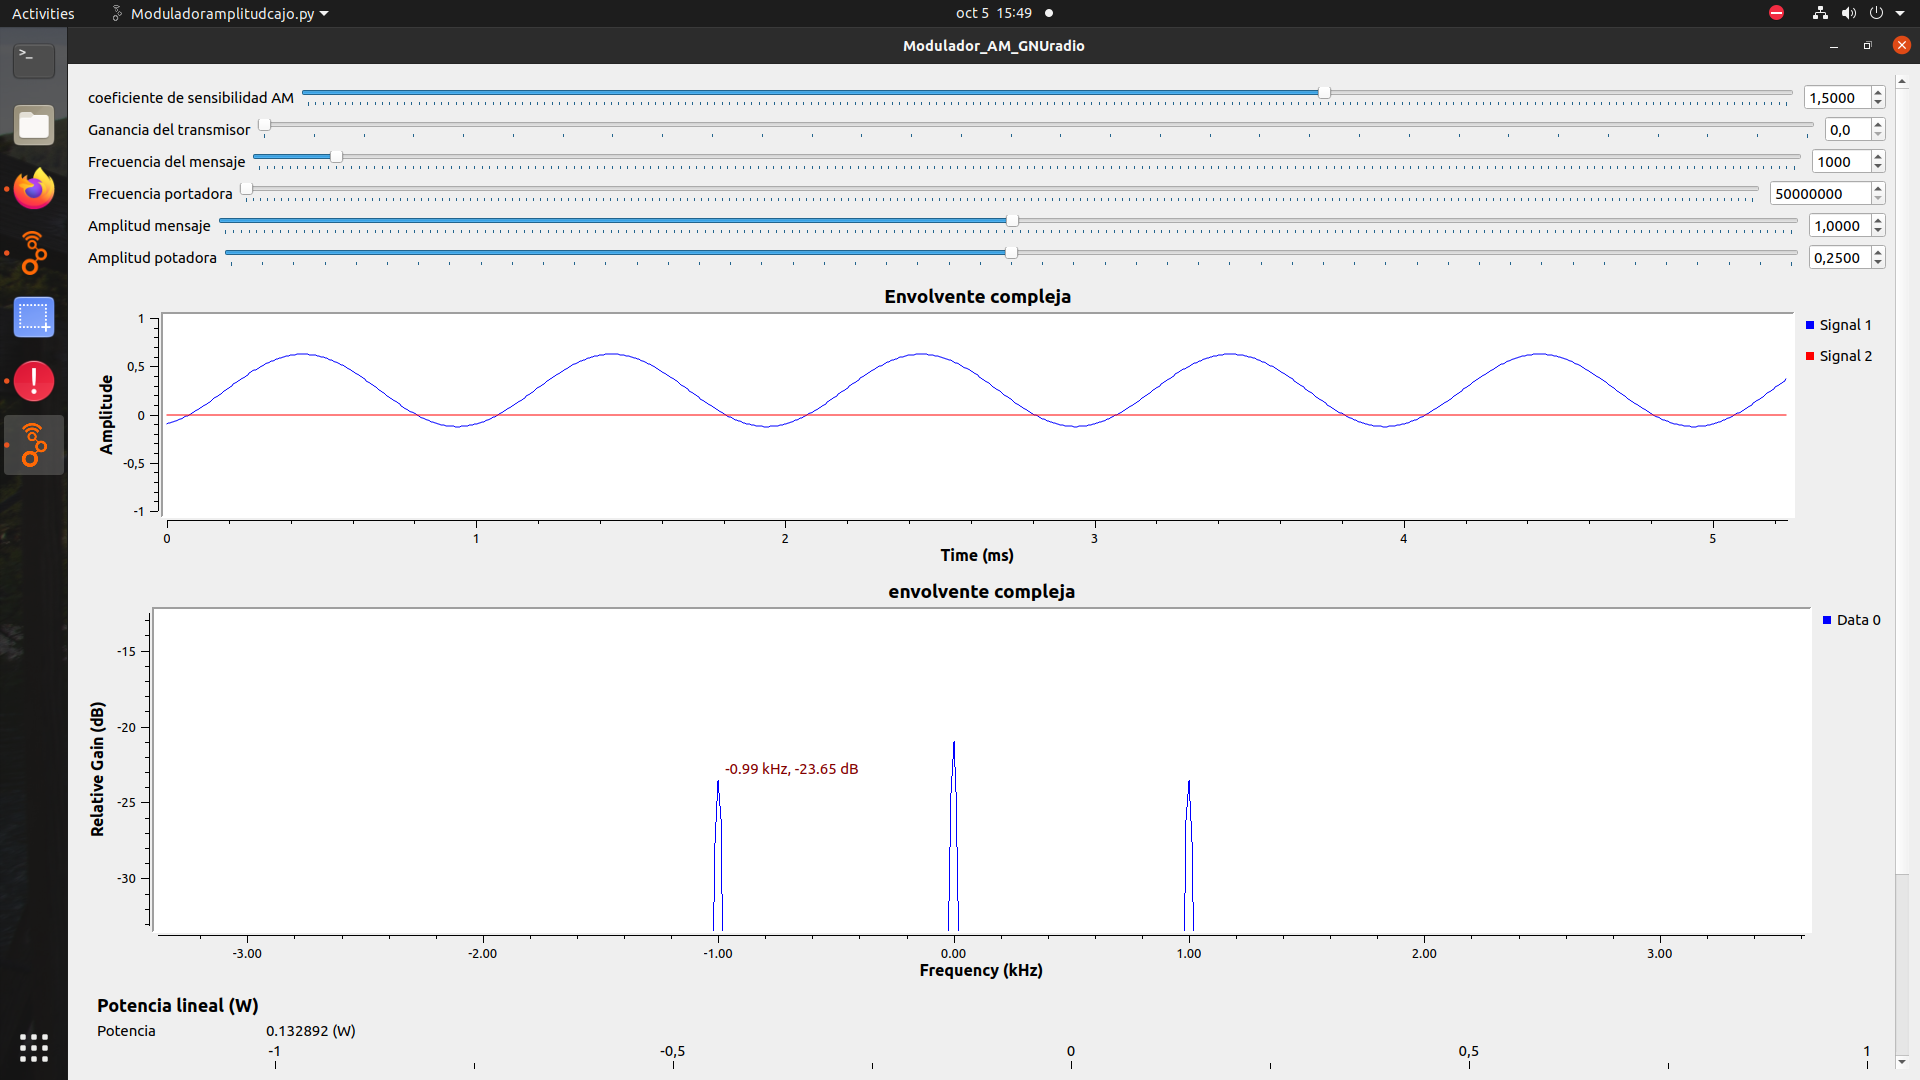 Activities
Moduladoramplitudcajo.py
oct 5 15:49
Modulador_AM_GNUradio
coeficiente de sensibilidad AM
1,5000
Ganancia del transmisor
0,0
Frecuencia del mensaje
1000
Frecuencia portadora
50000000
Amplitud mensaje
1,0000
Amplitud potadora
0,2500
Envolvente compleja
Amplitude
1
0,5
0
-0,5
-1
0 1 2 3 4 5
Time (ms)
Signal 1
Signal 2
envolvente compleja
Relative Gain (dB)
-15
-20
-25
-30
-0.99 kHz, -23.65 dB
-3.00 -2.00 -1.00 0.00 1.00 2.00 3.00
Frequency (kHz)
Data 0
Potencia lineal (W)
Potencia 0.132892 (W)
-1 -0,5 0 0,5 1